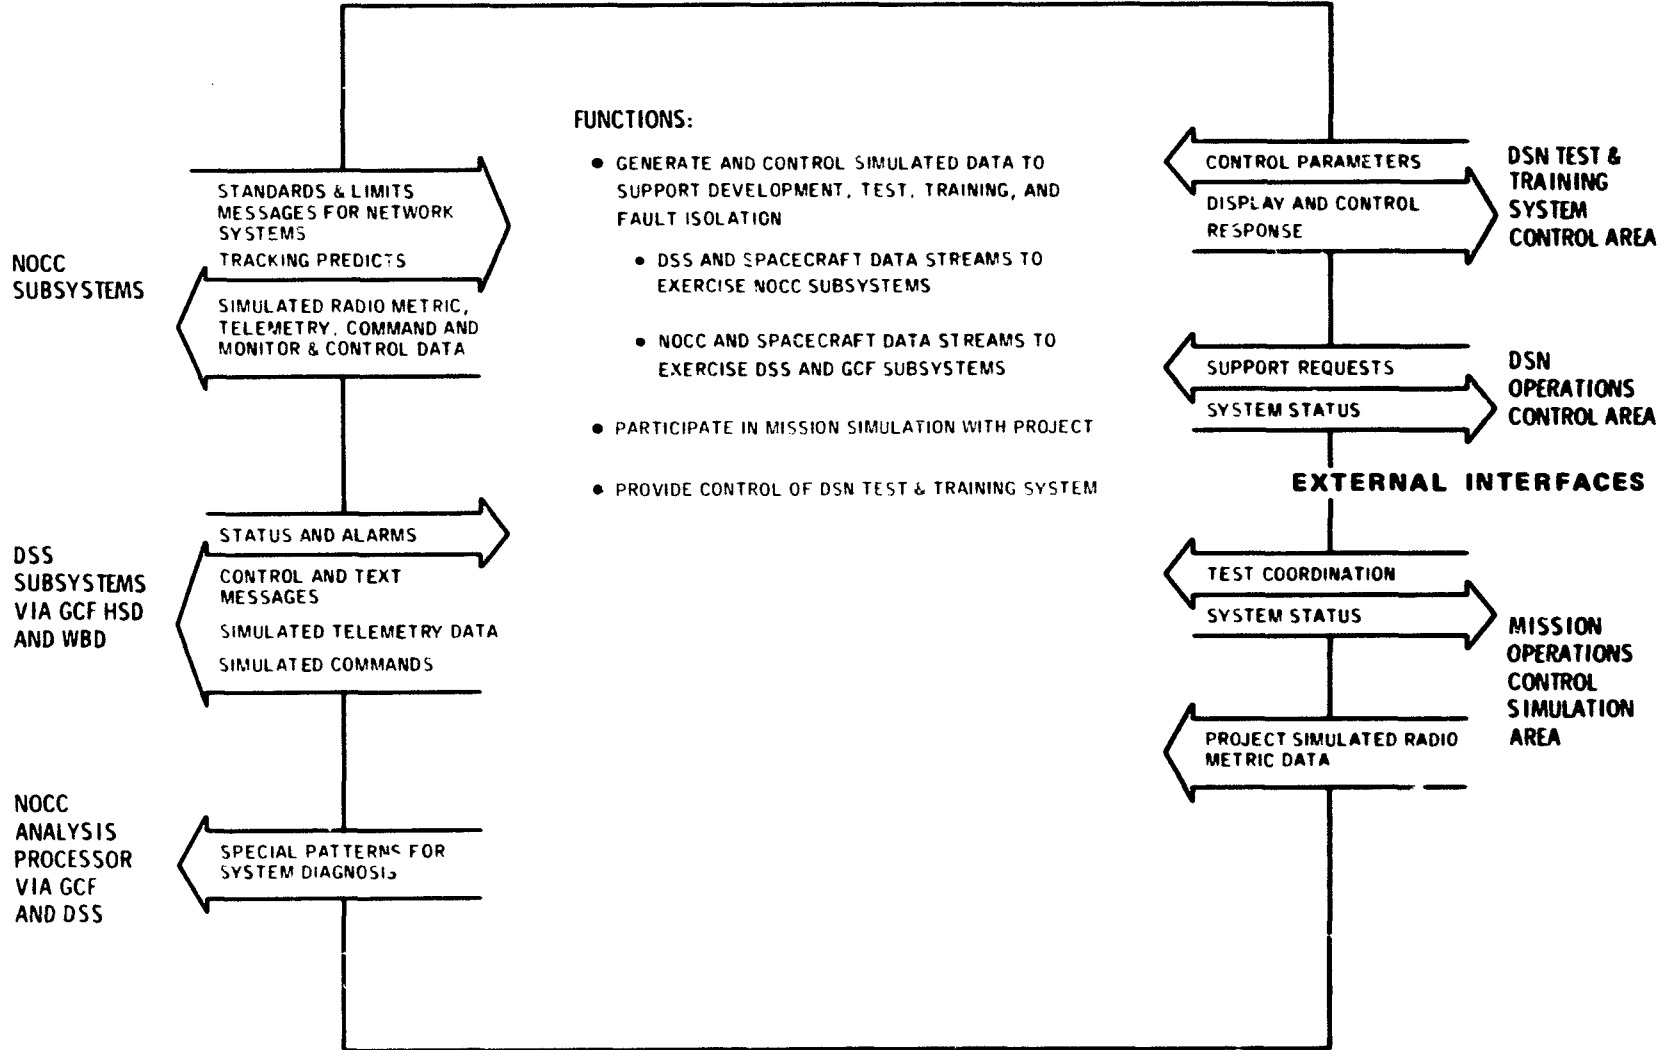 NOCC
SUBSYSTEMS
STANDARDS & LIMITS
MESSAGES FOR NETWORK
SYSTEMS
TRACKING PREDICTS
SIMULATED RADIO METRIC,
TELEMETRY, COMMAND AND
MONITOR & CONTROL DATA
DSS
SUBSYSTEMS
VIA GCF HSD
AND WBD
STATUS AND ALARMS
CONTROL AND TEXT
MESSAGES
SIMULATED TELEMETRY DATA
SIMULATED COMMANDS
NOCC
ANALYSIS
PROCESSOR
VIA GCF
AND DSS
SPECIAL PATTERNS FOR
SYSTEM DIAGNOSIS
FUNCTIONS:
• GENERATE AND CONTROL SIMULATED DATA TO
SUPPORT DEVELOPMENT, TEST, TRAINING, AND
FAULT ISOLATION
• DSS AND SPACECRAFT DATA STREAMS TO
EXERCISE NOCC SUBSYSTEMS
• NOCC AND SPACECRAFT DATA STREAMS TO
EXERCISE DSS AND GCF SUBSYSTEMS
• PARTICIPATE IN MISSION SIMULATION WITH PROJECT
• PROVIDE CONTROL OF DSN TEST & TRAINING SYSTEM
CONTROL PARAMETERS
DISPLAY AND CONTROL
RESPONSE
DSN TEST &
TRAINING
SYSTEM
CONTROL AREA
SUPPORT REQUESTS
SYSTEM STATUS
DSN
OPERATIONS
CONTROL AREA
EXTERNAL INTERFACES
TEST COORDINATION
SYSTEM STATUS
PROJECT SIMULATED RADIO
METRIC DATA
MISSION
OPERATIONS
CONTROL
SIMULATION
AREA